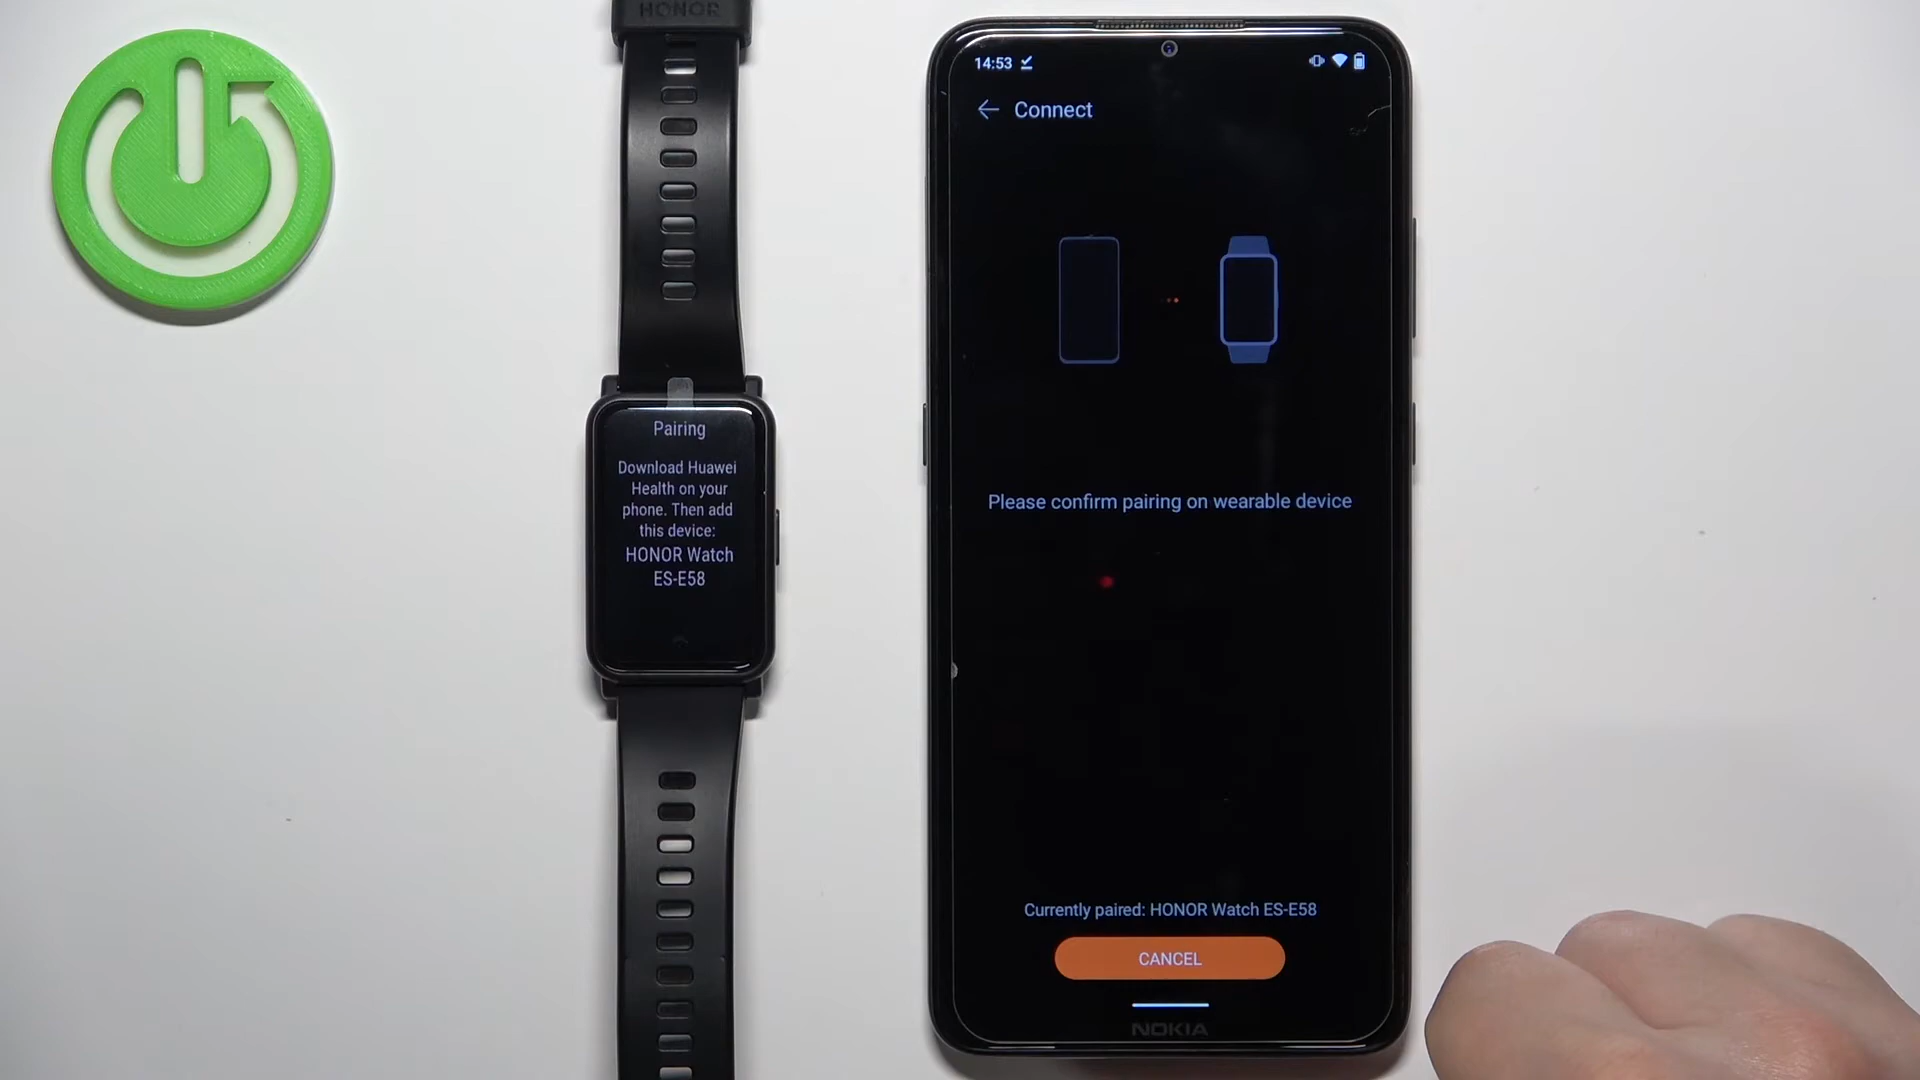 HONOR
Pairing
Download Huawei
Health on your
phone. Then add
this device:
HONOR Watch
ES-E58
14:53
Connect
Please confirm pairing on wearable device
Currently paired: HONOR Watch ES-E58
CANCEL
NOKIA